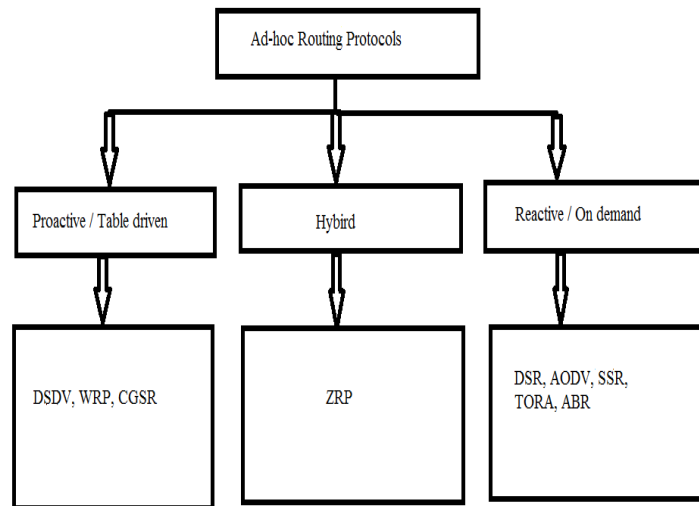 Ad-hoc Routing Protocols
Proactive / Table driven
Hybird
Reactive / On demand
DSDV, WRP, CGSR
ZRP
DSR, AODV, SSR,
TORA, ABR